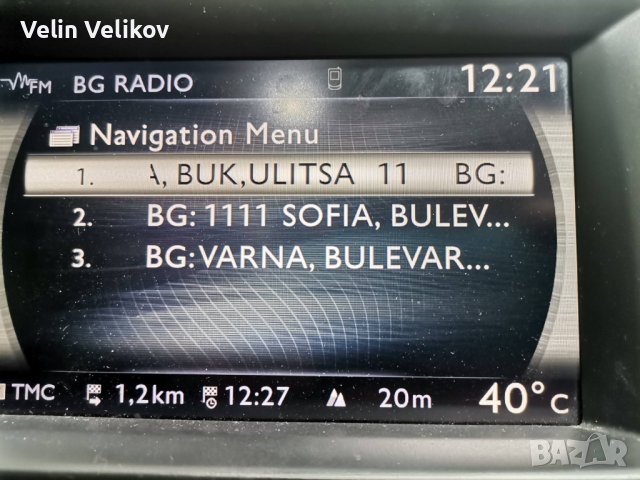 Velin Velikov
FM BG RADIO 12:21
Navigation Menu
1. A, BUK,ULITSA 11 BG:
2. BG: 1111 SOFIA, BULEV...
3. BG: VARNA, BULEVAR...
TMC 1,2km 12:27 20m 40°C
BAZAR